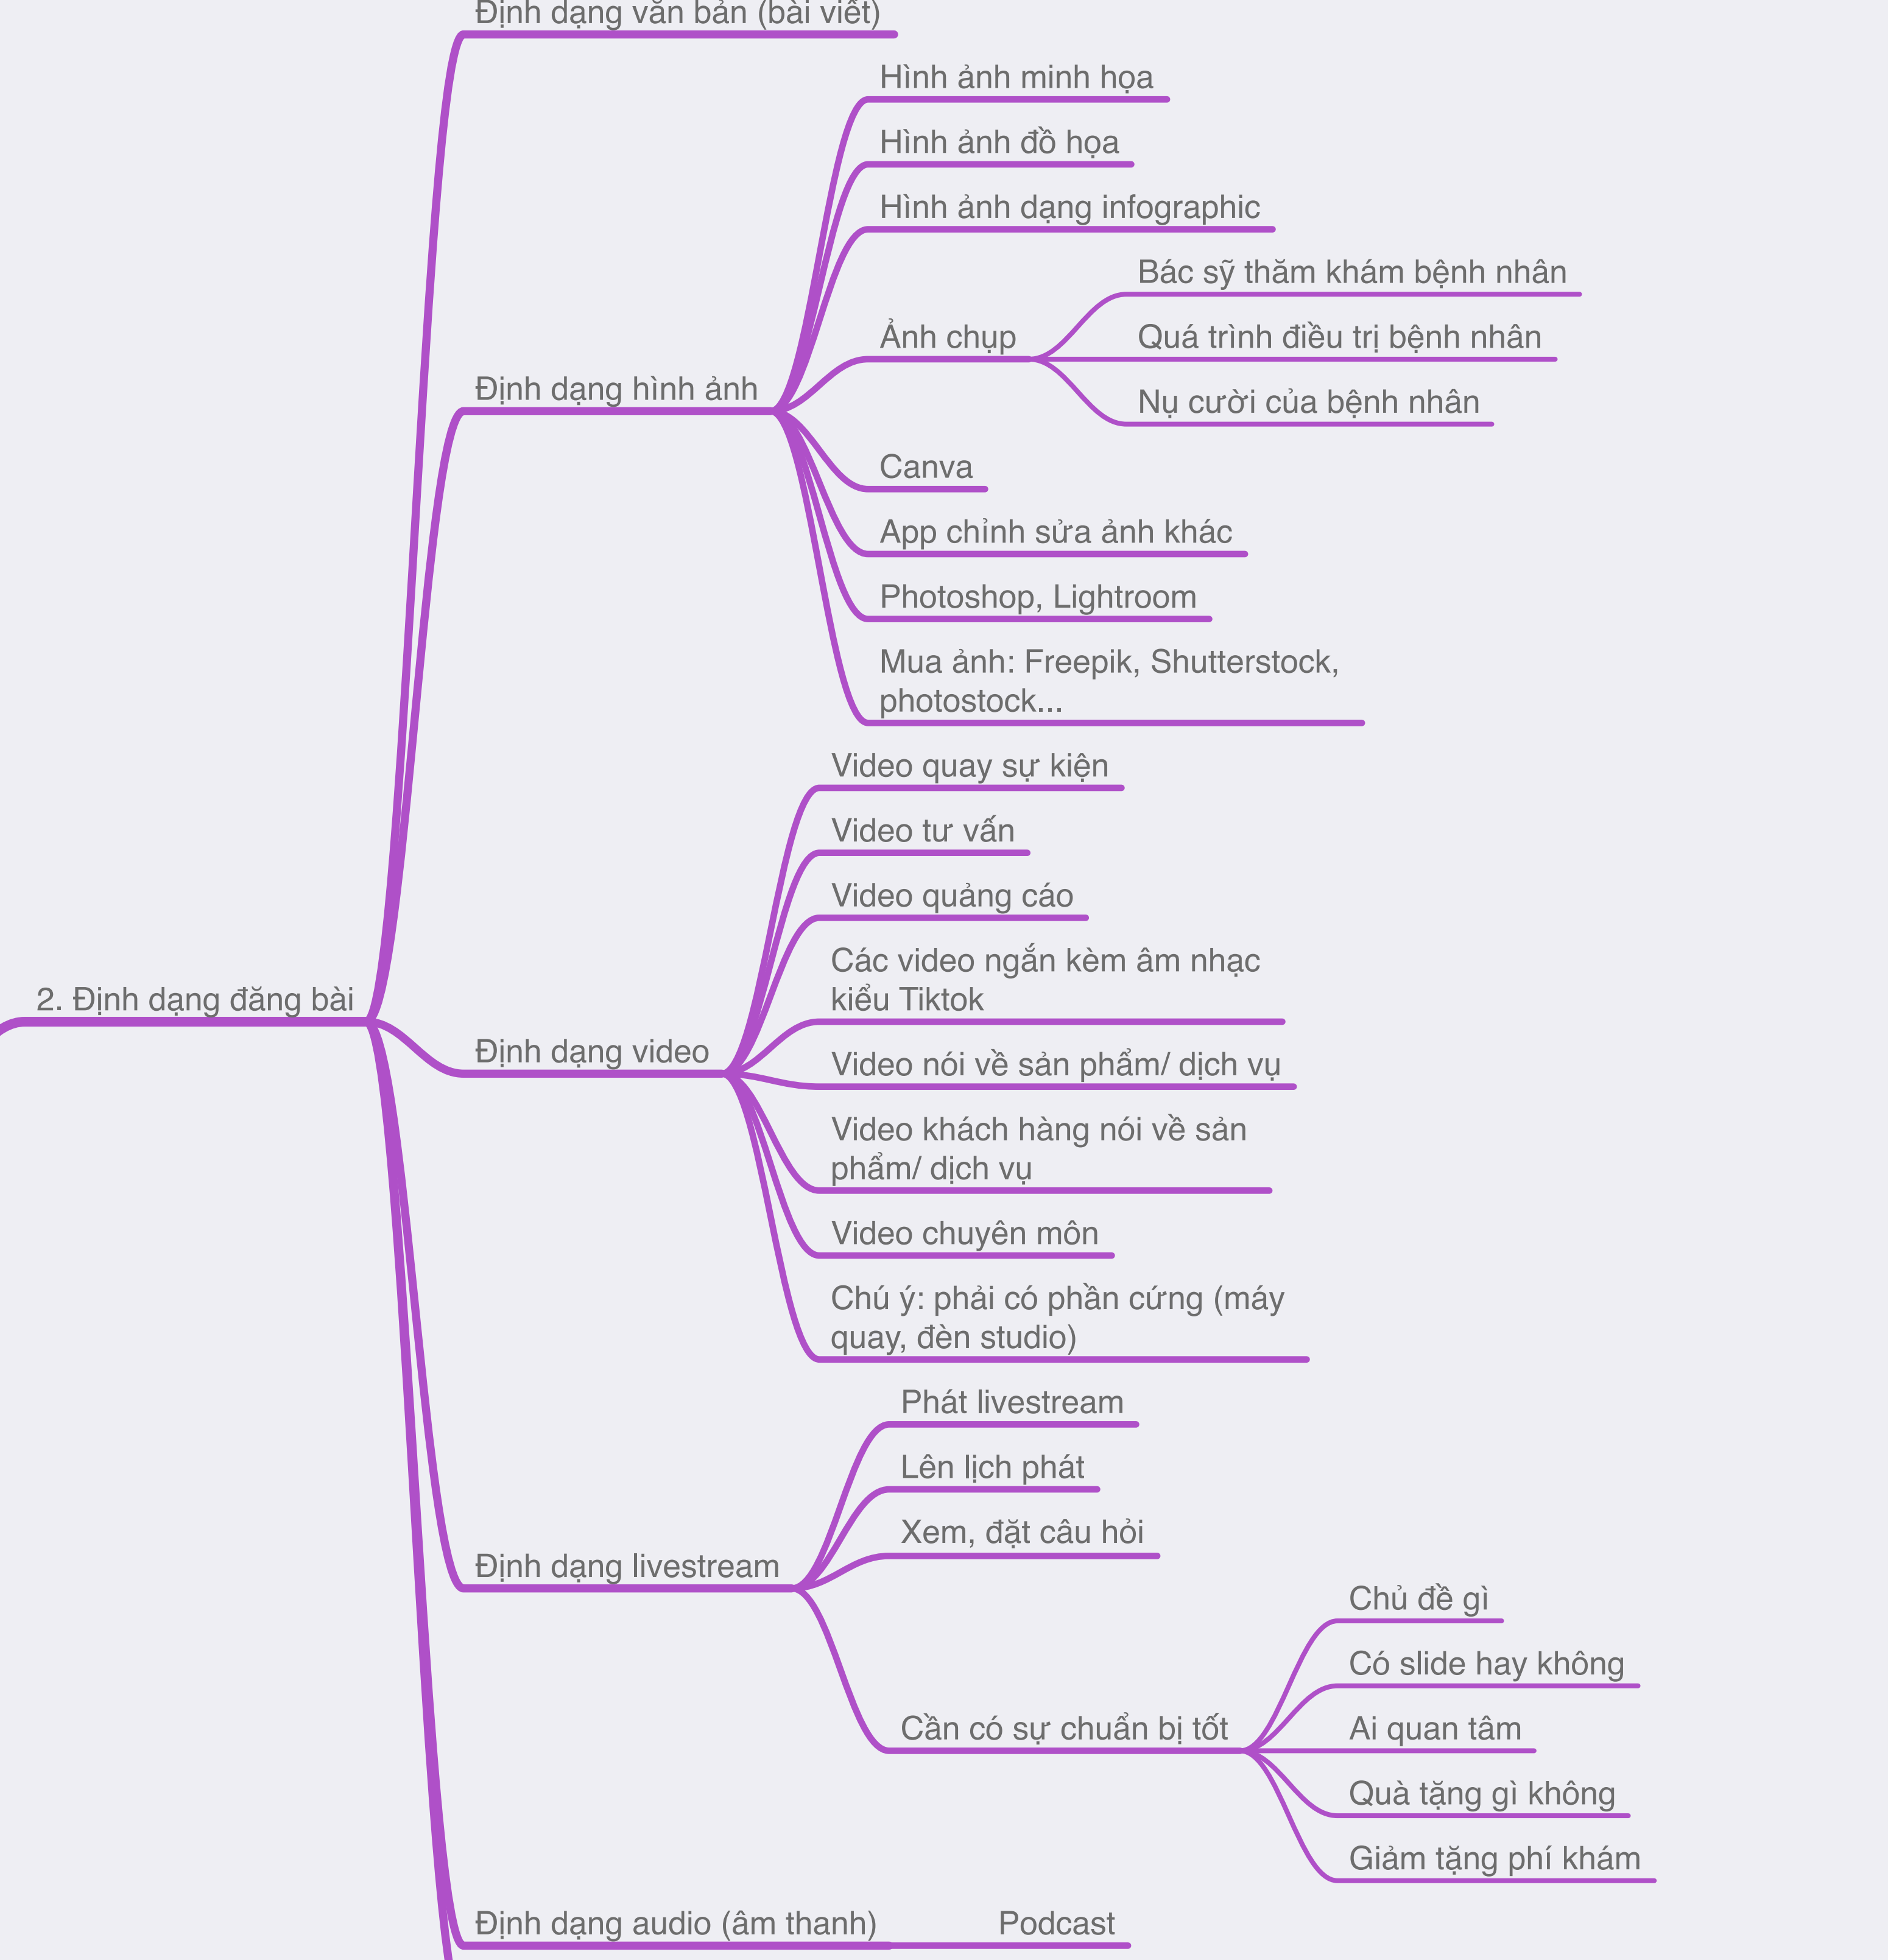 Định dạng văn bản (bài viết)
Hình ảnh minh họa
Hình ảnh đồ họa
Hình ảnh dạng infographic
Bác sỹ thăm khám bệnh nhân
Ảnh chụp
Quá trình điều trị bệnh nhân
Nụ cười của bệnh nhân
Định dạng hình ảnh
Canva
App chỉnh sửa ảnh khác
Photoshop, Lightroom
Mua ảnh: Freepik, Shutterstock,
photostock...
Video quay sự kiện
Video tư vấn
Video quảng cáo
Các video ngắn kèm âm nhạc
kiểu Tiktok
2. Định dạng đăng bài
Định dạng video
Video nói về sản phẩm/ dịch vụ
Video khách hàng nói về sản
phẩm/ dịch vụ
Video chuyên môn
Chú ý: phải có phần cứng (máy
quay, đèn studio)
Phát livestream
Lên lịch phát
Xem, đặt câu hỏi
Định dạng livestream
Chủ đề gì
Có slide hay không
Cần có sự chuẩn bị tốt
Ai quan tâm
Quà tặng gì không
Giảm tặng phí khám
Định dạng audio (âm thanh)
Podcast